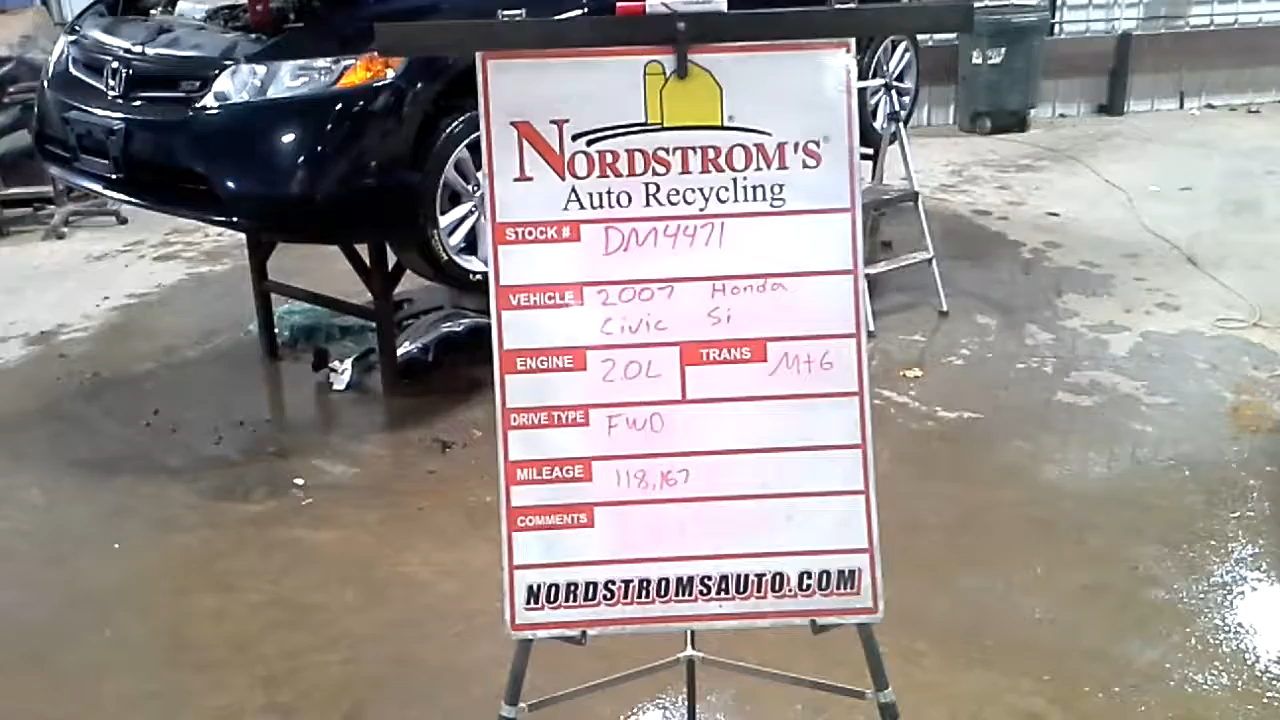 NORDSTROM'S®
Auto Recycling
STOCK # DM4471
VEHICLE 2007 Honda
Civic Si
ENGINE 2.0L TRANS M+6
DRIVE TYPE FWD
MILEAGE 118,167
COMMENTS
NORDSTROMSAUTO.COM